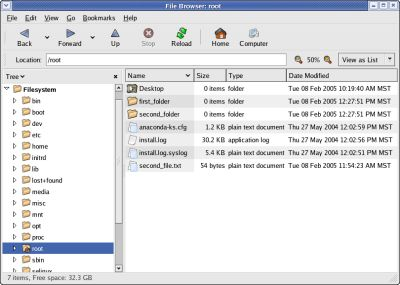 File Browser: root
File Edit View Go Bookmarks Help
Back Forward Up Stop Reload Home Computer
Location: /root 50% View as List
Tree Name Size Type Date Modified
Filesystem
bin
boot
dev
etc
home
initrd
lib
lost+found
media
misc
mnt
opt
proc
root
sbin
selinux
Desktop 0 items folder Tue 08 Feb 2005 10:19:40 AM MST
first_folder 0 items folder Tue 08 Feb 2005 12:27:51 PM MST
second_folder 0 items folder Tue 08 Feb 2005 12:27:51 PM MST
anaconda-ks.cfg 1.2 KB plain text document Thu 27 May 2004 12:02:59 PM MST
install.log 30.2 KB application log Thu 27 May 2004 12:02:56 PM MST
install.log.syslog 5.4 KB plain text document Thu 27 May 2004 12:02:51 PM MST
second_file.txt 54 bytes plain text document Tue 08 Feb 2005 11:54:23 AM MST
7 items, Free space: 32.3 GB